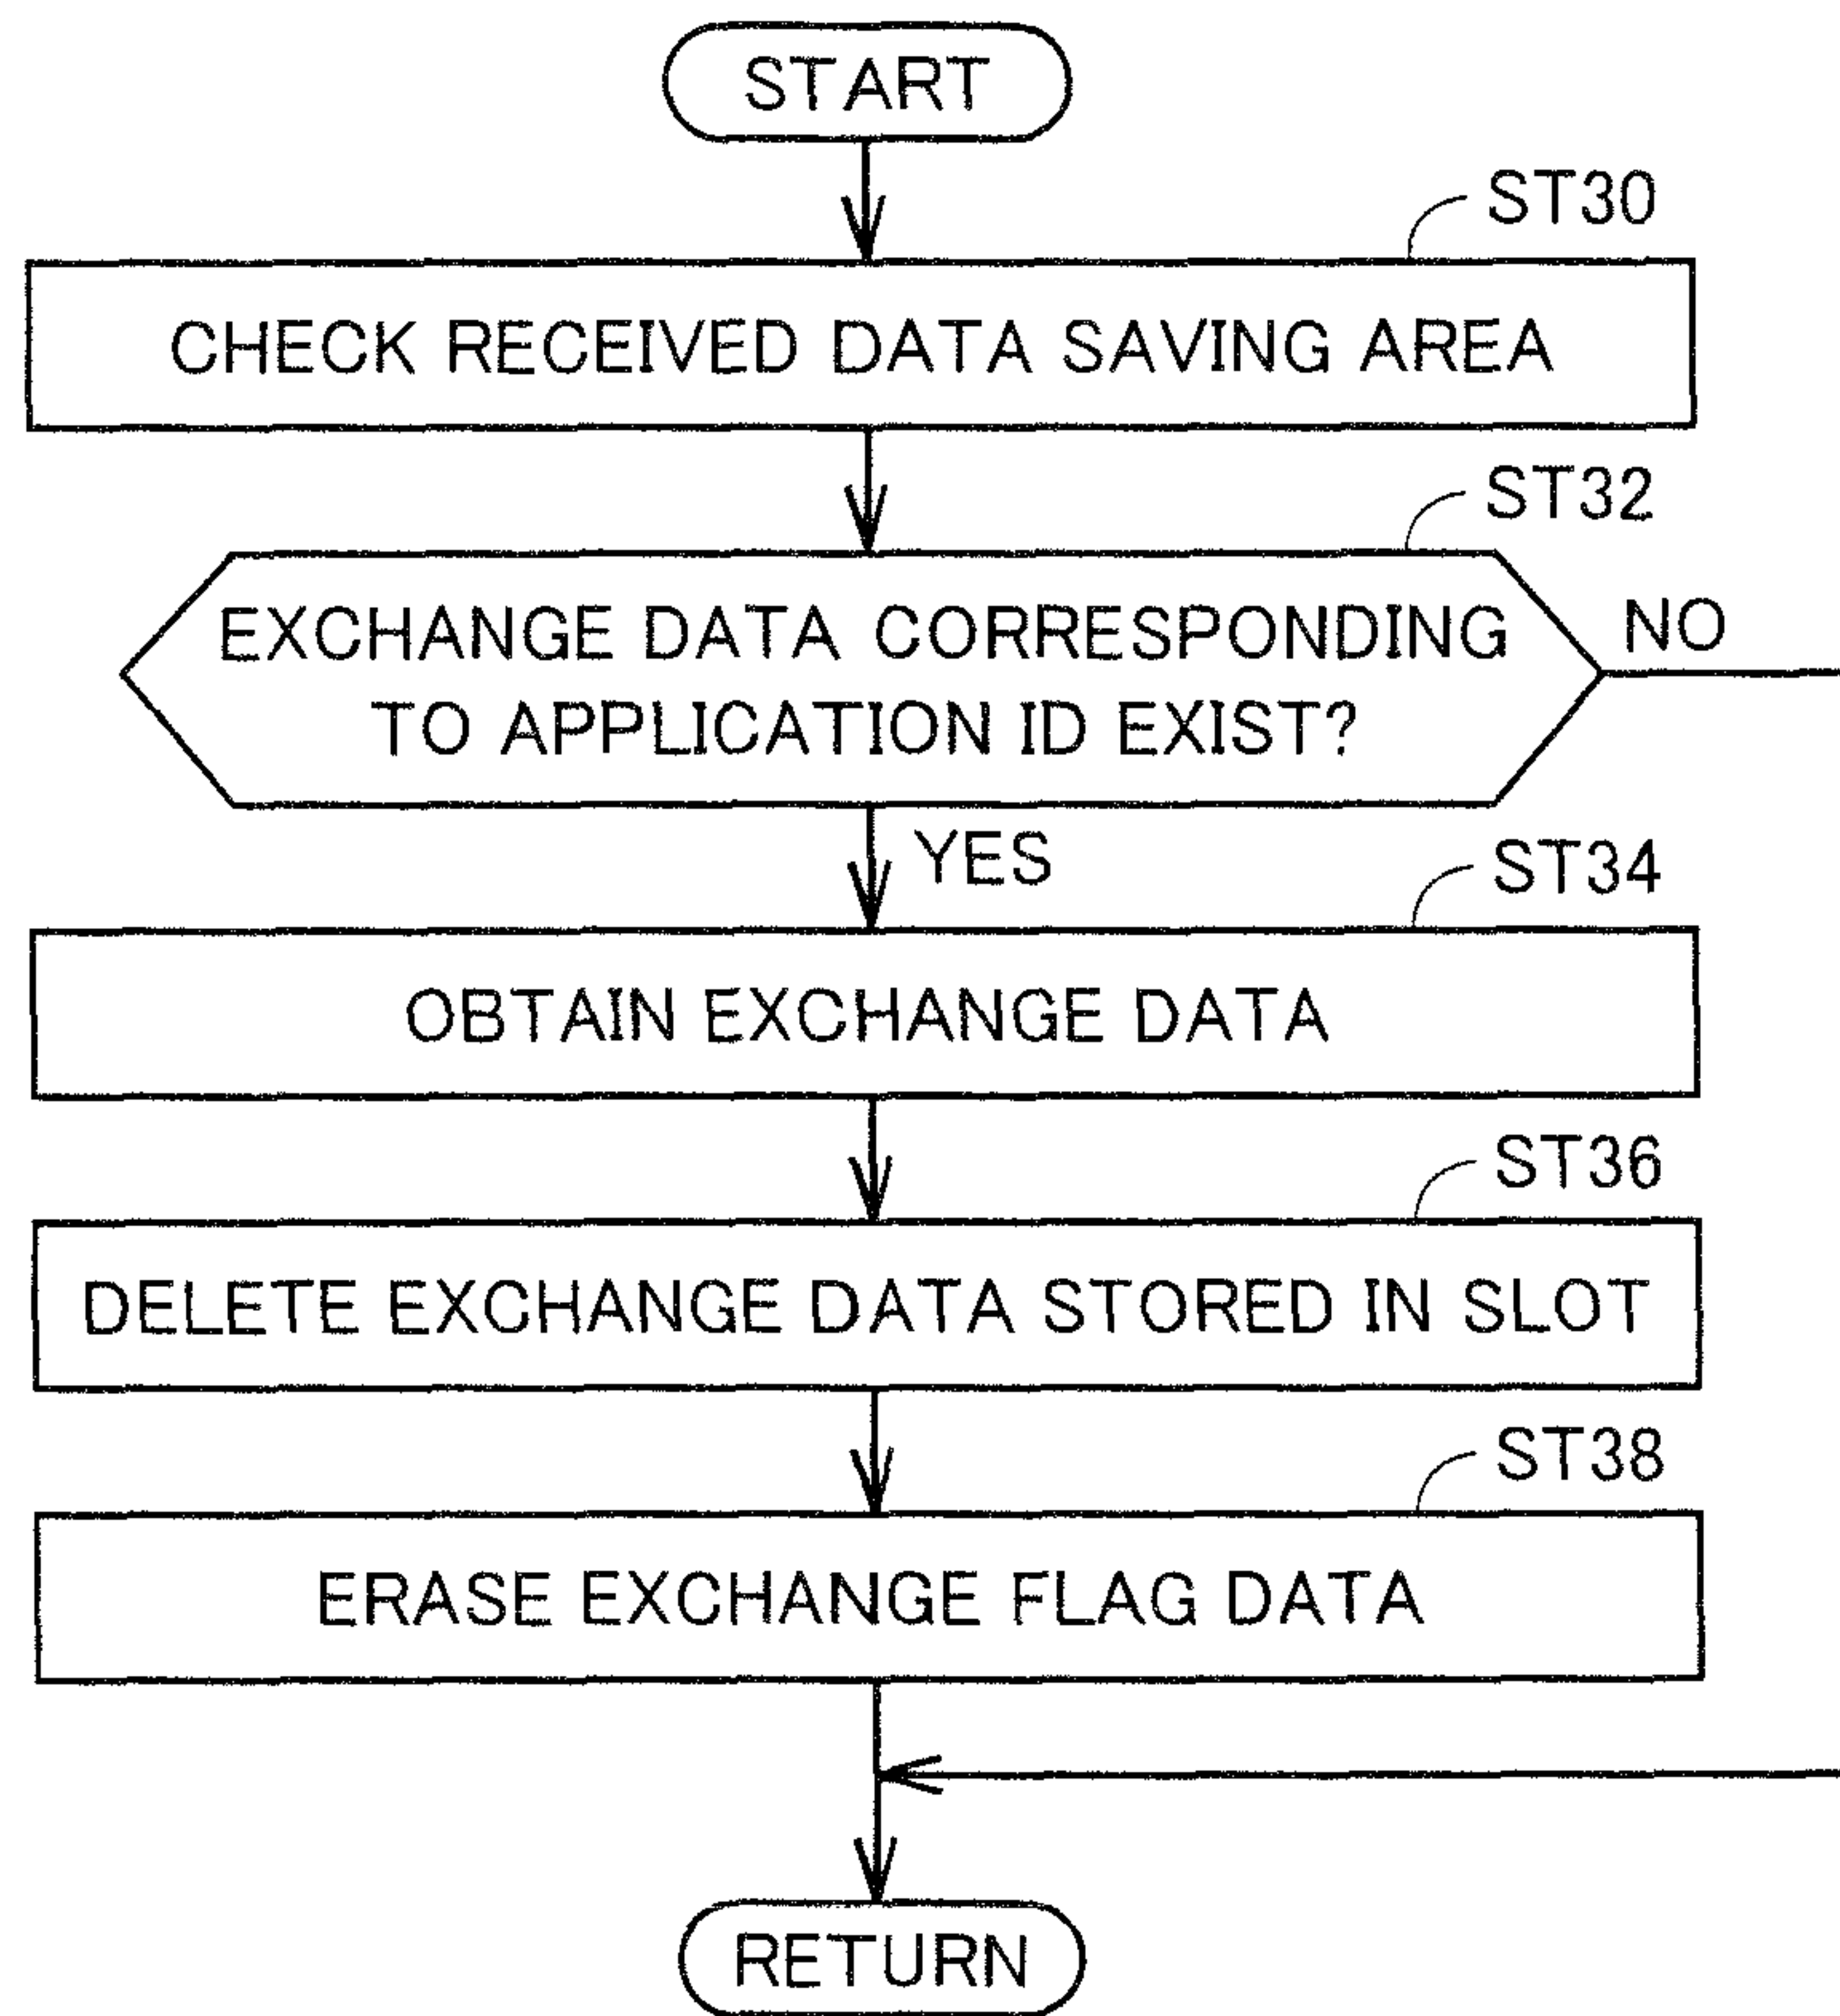 START
ST30
CHECK RECEIVED DATA SAVING AREA
ST32
EXCHANGE DATA CORRESPONDING
TO APPLICATION ID EXIST?
NO
YES
ST34
OBTAIN EXCHANGE DATA
ST36
DELETE EXCHANGE DATA STORED IN SLOT
ST38
ERASE EXCHANGE FLAG DATA
RETURN